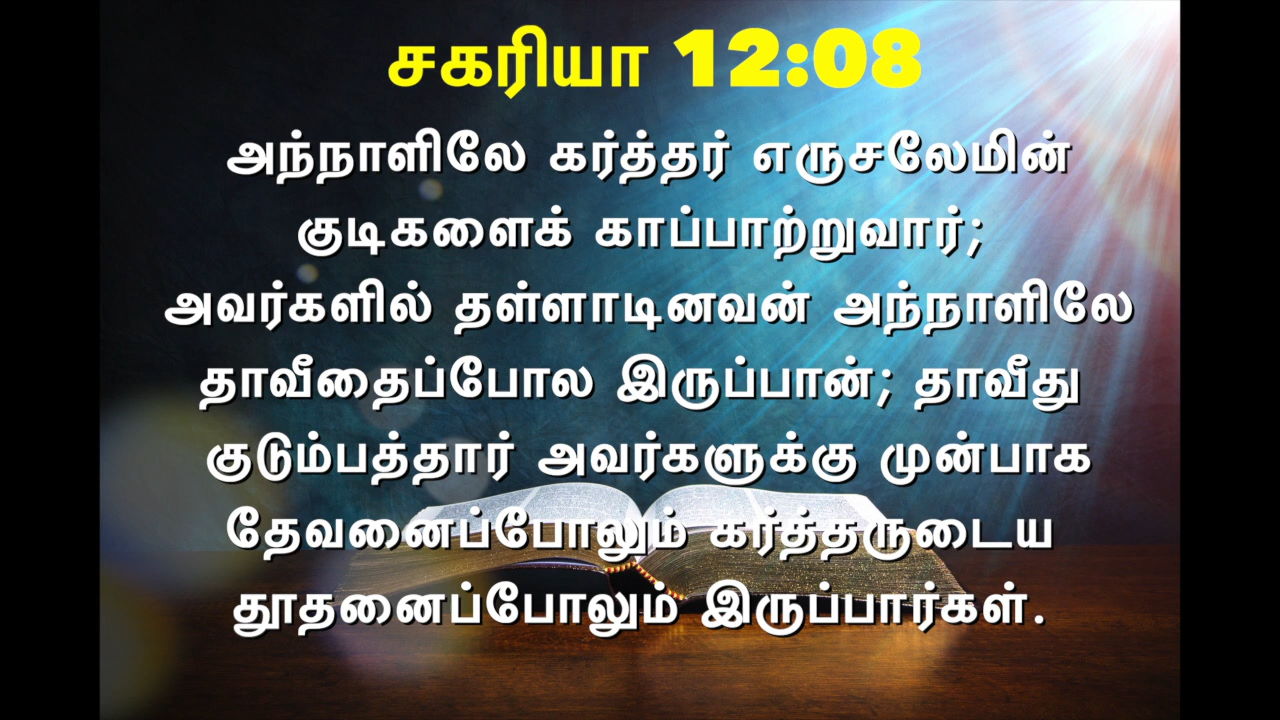 சகரியா 12:08
அந்நாளிலே கர்த்தர் எருசலேமின்
குடிகளைக் காப்பாற்றுவார்;
அவர்களில் தள்ளாடினவன் அந்நாளிலே
தாவீதைப்போல இருப்பான்; தாவீது
குடும்பத்தார் அவர்களுக்கு முன்பாக
தேவனைப்போலும் கர்த்தருடைய
தூதனைப்போலும் இருப்பார்கள்.